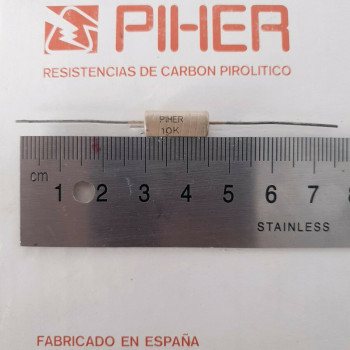 PIHER
RESISTENCIAS DE CARBON PIROLITICO
PIHER
10K
cm 1 2 3 4 5 6 7 8
STAINLESS
FABRICADO EN ESPAÑA